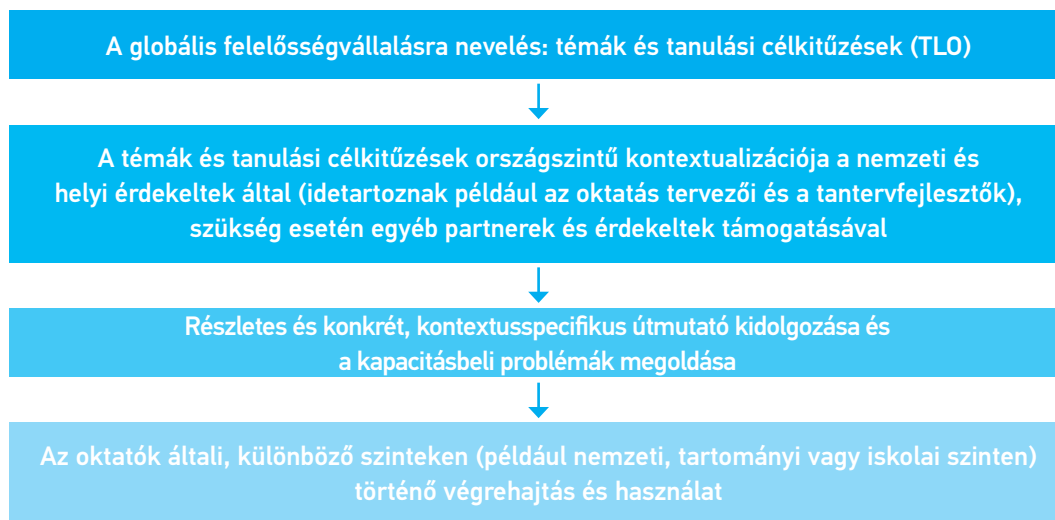 A globális felelősségvállalásra nevelés: témák és tanulási célkitűzések (TLO)
A témák és tanulási célkitűzések országszintű kontextualizációja a nemzeti és
helyi érdekeltek által (idetartoznak például az oktatás tervezői és a tantervfejlesztők),
szükség esetén egyéb partnerek és érdekeltek támogatásával
Részletes és konkrét, kontextusspecifikus útmutató kidolgozása és
a kapacitásbeli problémák megoldása
Az oktatók általi, különböző szinteken (például nemzeti, tartományi vagy iskolai szinten)
történő végrehajtás és használat